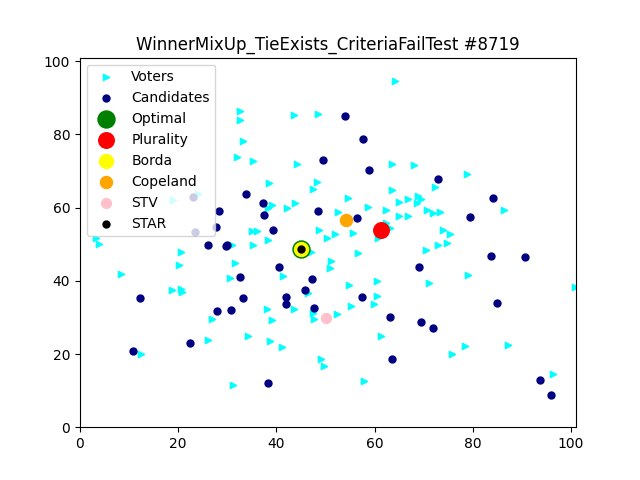 WinnerMixUp_TieExists_CriteriaFailTest #8719
100
80
60
40
20
0
0 20 40 60 80 100
Voters
Candidates
Optimal
Plurality
Borda
Copeland
STV
STAR